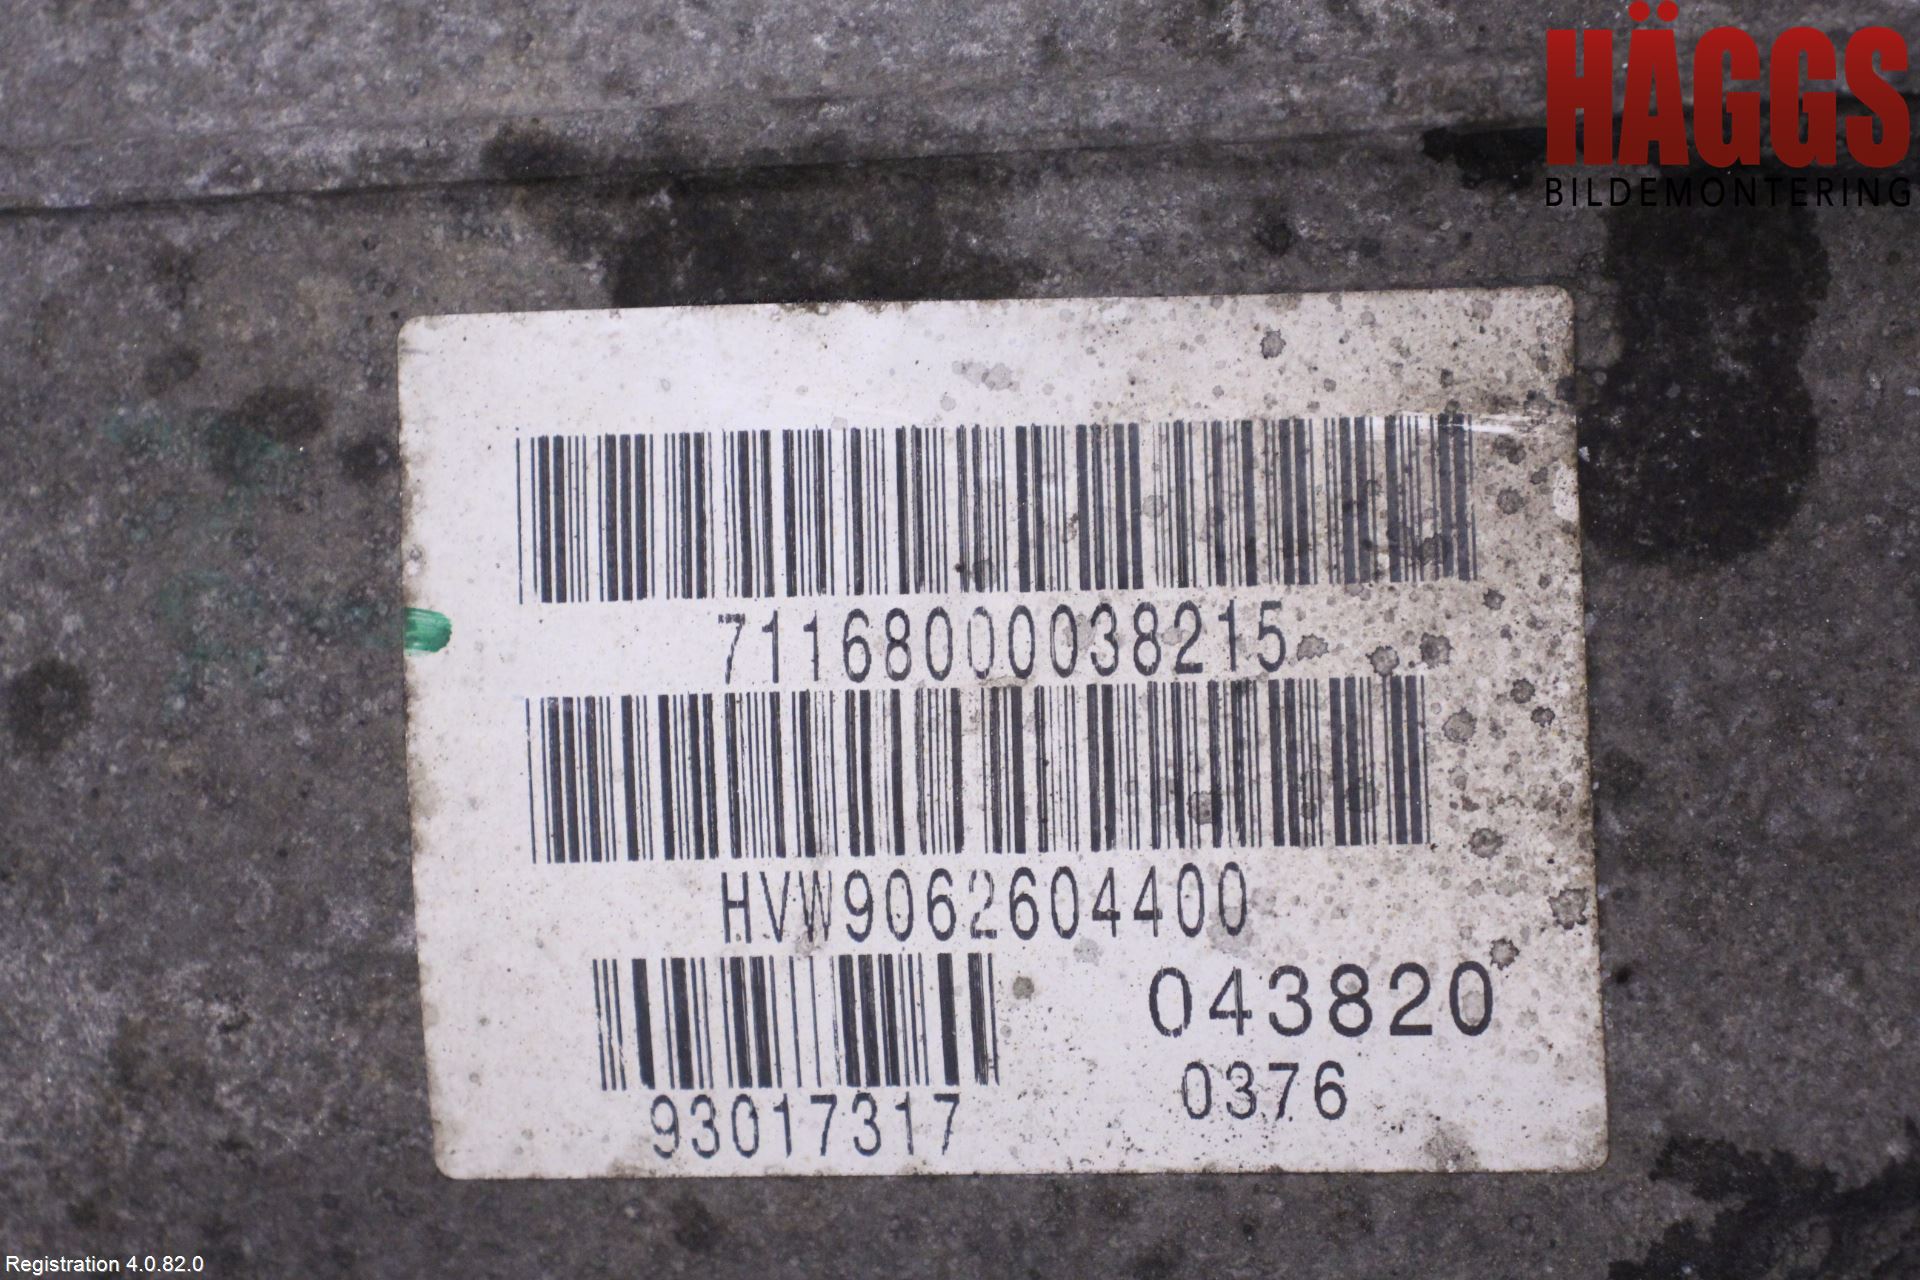 HÄGGS
BILDEMONTERING
71168000038215
HVW9062604400
043820
93017317
0376
Registration 4.0.82.0